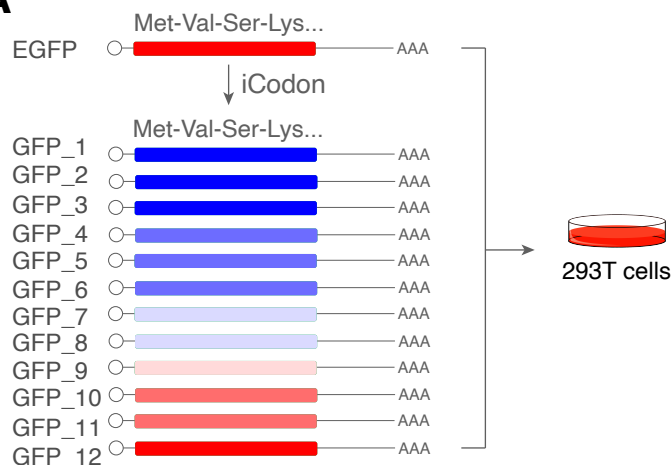 A
Met-Val-Ser-Lys...
EGFP AAA
iCodon
Met-Val-Ser-Lys...
GFP_1 AAA
GFP_2 AAA
GFP_3 AAA
GFP_4 AAA
GFP_5 AAA
GFP_6 AAA
GFP_7 AAA
GFP_8 AAA
GFP_9 AAA
GFP_10 AAA
GFP_11 AAA
GFP_12 AAA
293T cells